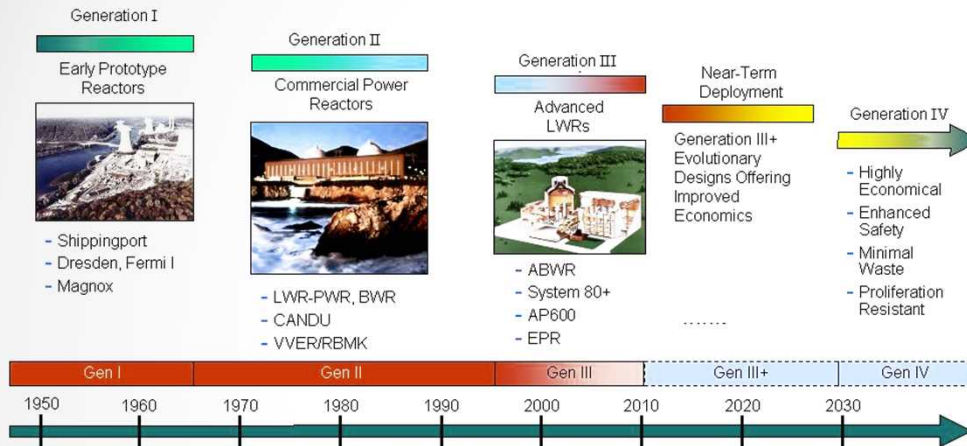 Generation I
Early Prototype
Reactors
- Shippingport
- Dresden, Fermi I
- Magnox
Generation II
Commercial Power
Reactors
- LWR-PWR, BWR
- CANDU
- VVER/RBMK
Generation III
Advanced
LWRs
- ABWR
- System 80+
- AP600
- EPR
Near-Term
Deployment
Generation III+
Evolutionary
Designs Offering
Improved
Economics
.......
Generation IV
- Highly
Economical
- Enhanced
Safety
- Minimal
Waste
- Proliferation
Resistant
Gen I
Gen II
Gen III
Gen III+
Gen IV
1950
1960
1970
1980
1990
2000
2010
2020
2030